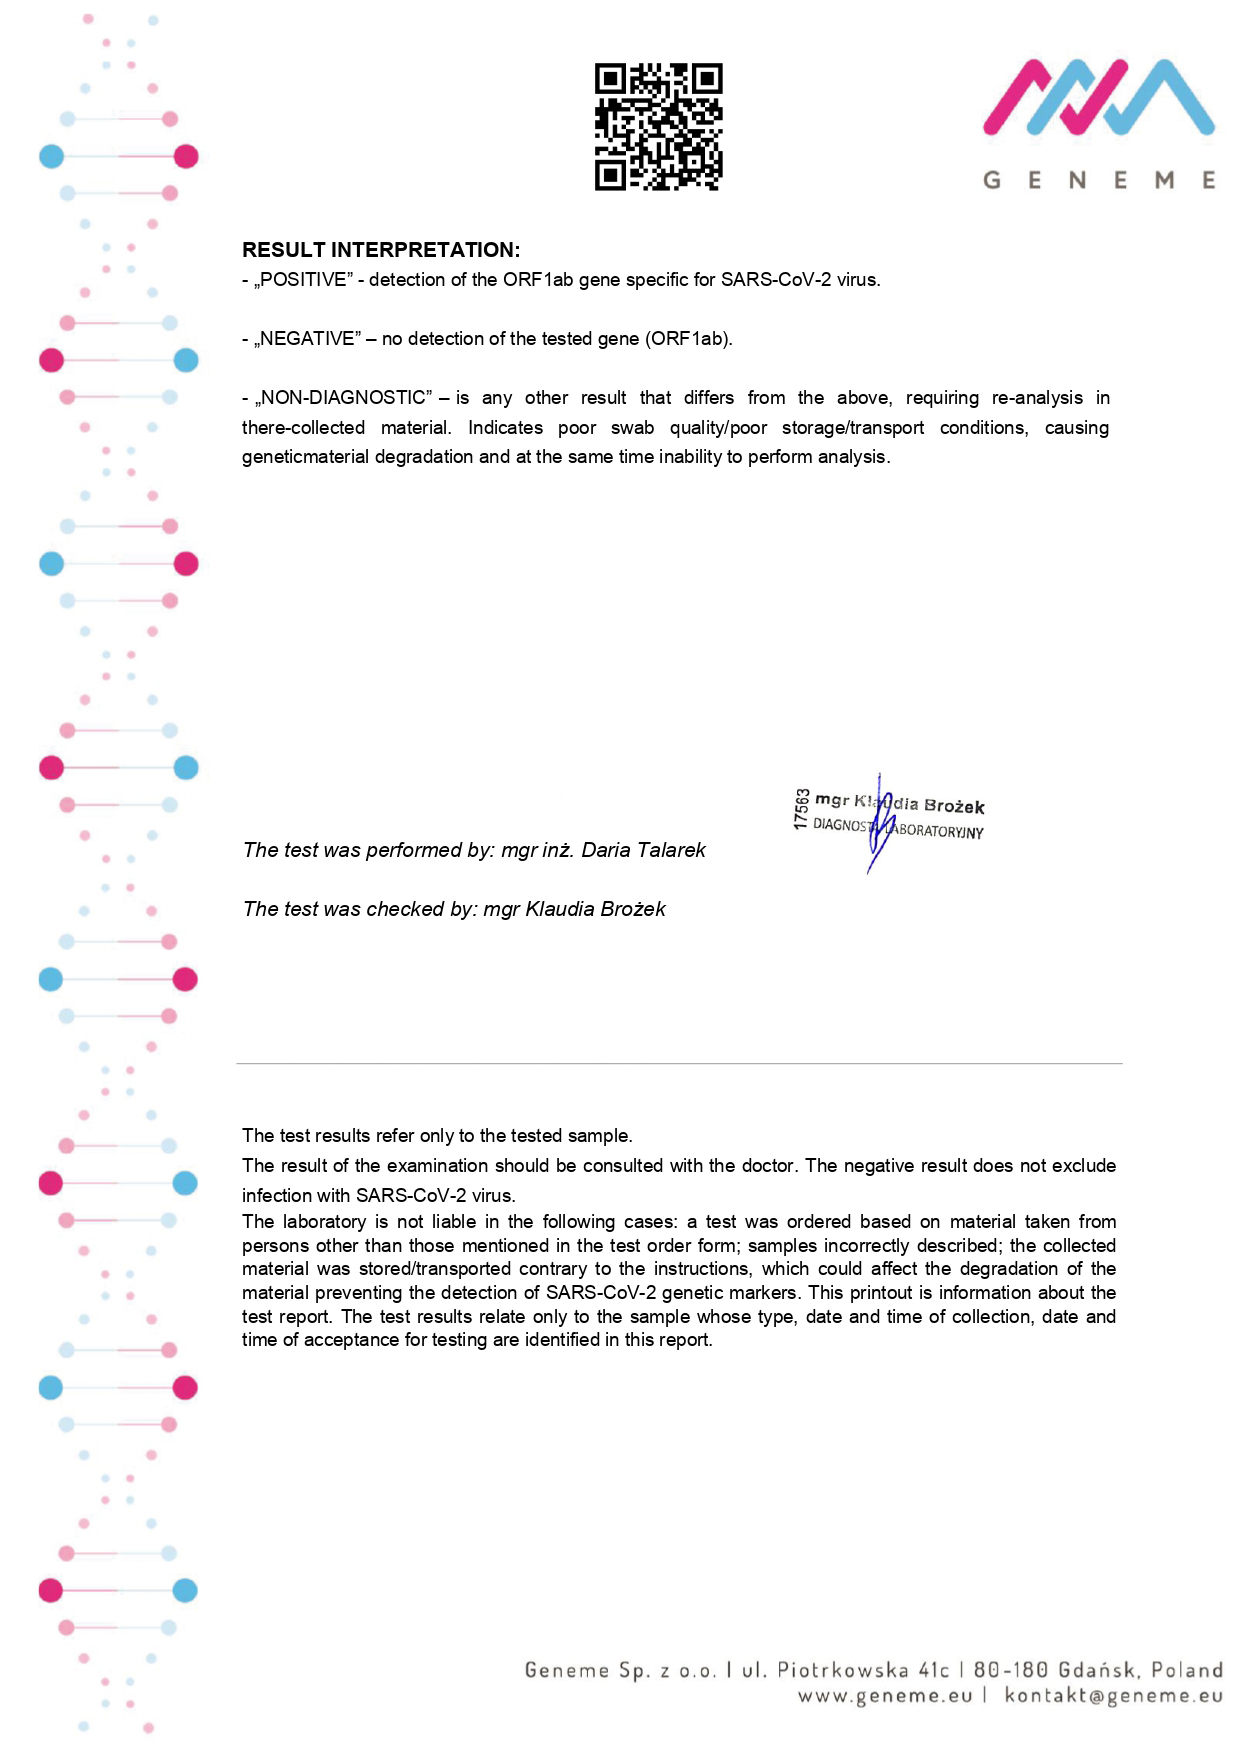 GENEME
RESULT INTERPRETATION:
- „POSITIVE” - detection of the ORF1ab gene specific for SARS-CoV-2 virus.
- „NEGATIVE” – no detection of the tested gene (ORF1ab).
- „NON-DIAGNOSTIC” – is any other result that differs from the above, requiring re-analysis in
there-collected material. Indicates poor swab quality/poor storage/transport conditions, causing
geneticmaterial degradation and at the same time inability to perform analysis.
17563
mgr Klaudia Brożek
DIAGNOSTA LABORATORYJNY
The test was performed by: mgr inż. Daria Talarek
The test was checked by: mgr Klaudia Brożek
The test results refer only to the tested sample.
The result of the examination should be consulted with the doctor. The negative result does not exclude
infection with SARS-CoV-2 virus.
The laboratory is not liable in the following cases: a test was ordered based on material taken from
persons other than those mentioned in the test order form; samples incorrectly described; the collected
material was stored/transported contrary to the instructions, which could affect the degradation of the
material preventing the detection of SARS-CoV-2 genetic markers. This printout is information about the
test report. The test results relate only to the sample whose type, date and time of collection, date and
time of acceptance for testing are identified in this report.
Geneme Sp. z o.o. | ul. Piotrkowska 41c | 80-180 Gdańsk, Poland
www.geneme.eu | kontakt@geneme.eu